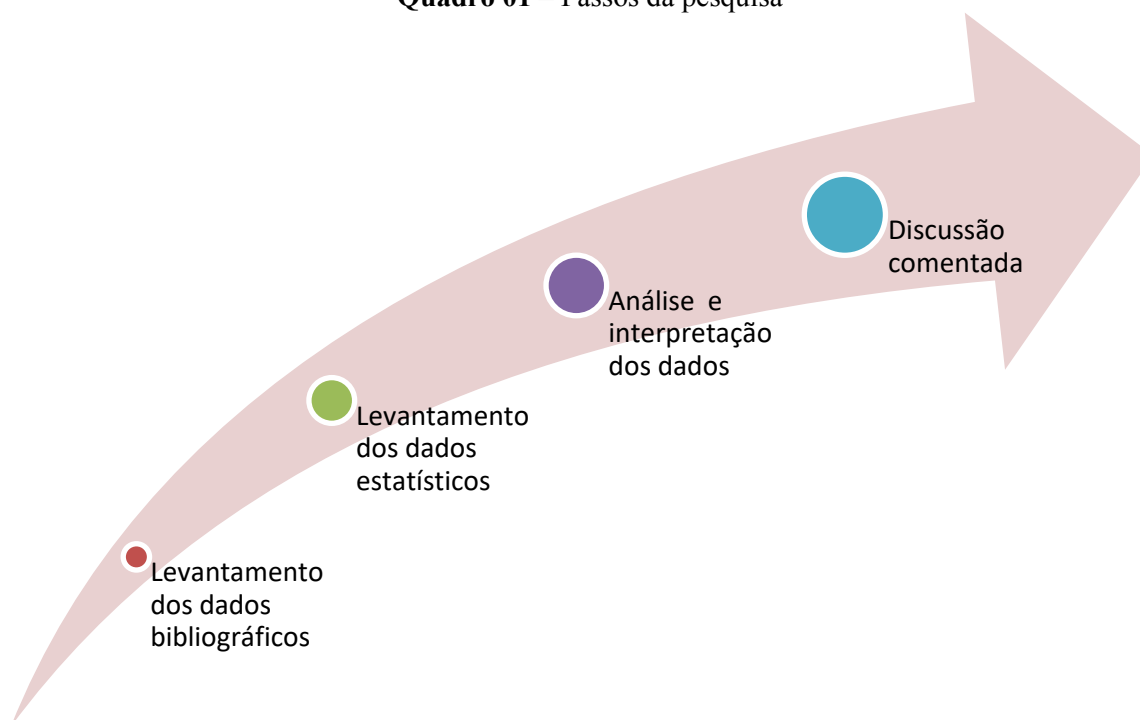 Quadro 01 – Passos da pesquisa
Discussão
comentada
Análise e
interpretação
dos dados
Levantamento
dos dados
estatísticos
Levantamento
dos dados
bibliográficos